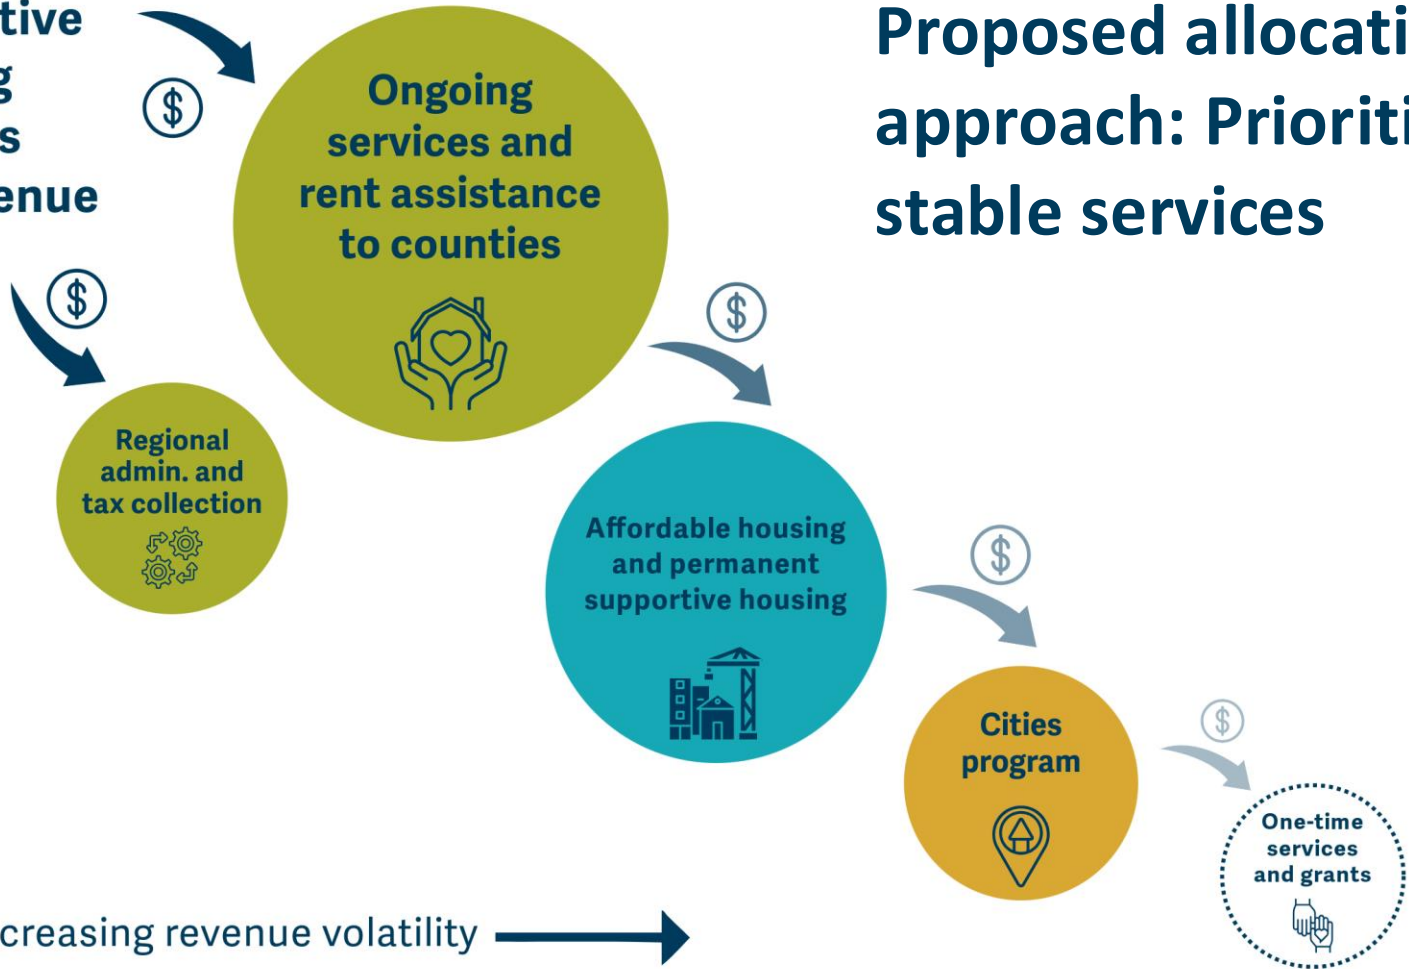 tive
g
s
enue
$
Ongoing
services and
rent assistance
to counties
Proposed allocati
approach: Prioriti
stable services
$
$
Regional
admin. and
tax collection
Affordable housing
and permanent
supportive housing
$
Cities
program
$
One-time
services
and grants
creasing revenue volatility